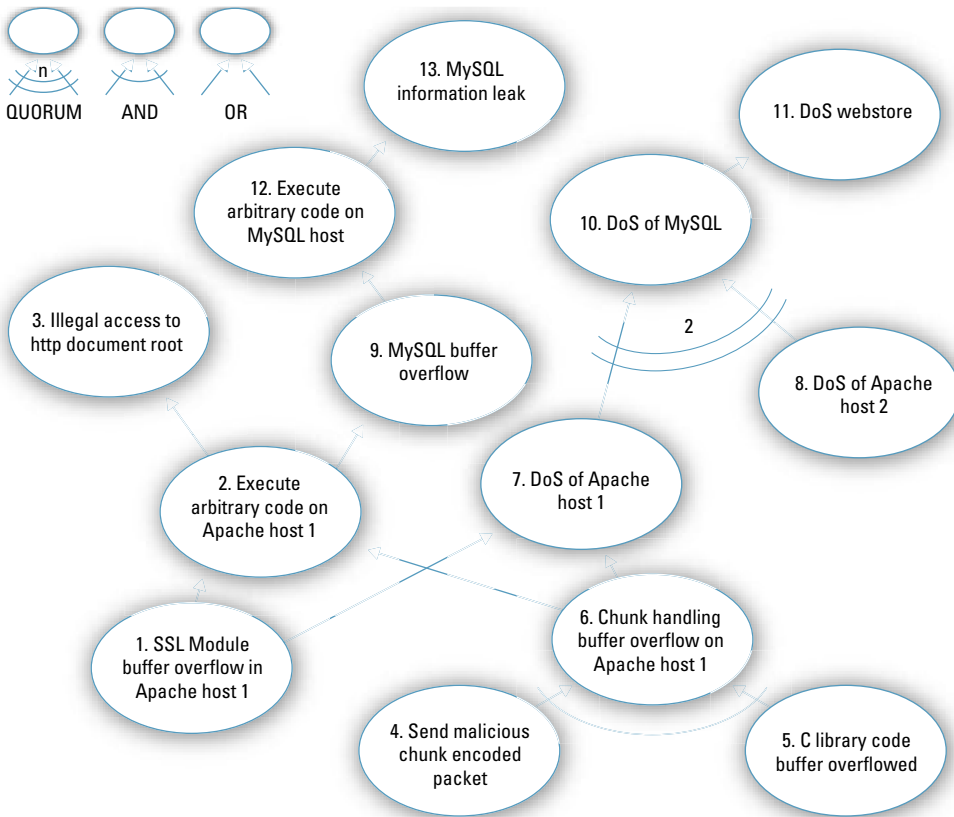 n
QUORUM AND OR
13. MySQL
information leak
11. DoS webstore
12. Execute
arbitrary code on
MySQL host
10. DoS of MySQL
3. Illegal access to
http document root
9. MySQL buffer
overflow
2
8. DoS of Apache
host 2
2. Execute
arbitrary code on
Apache host 1
7. DoS of Apache
host 1
1. SSL Module
buffer overflow in
Apache host 1
6. Chunk handling
buffer overflow on
Apache host 1
4. Send malicious
chunk encoded
packet
5. C library code
buffer overflowed